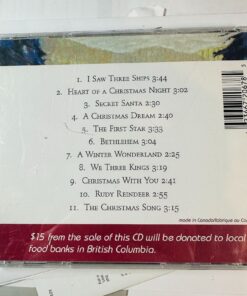 1. I Saw Three Ships 3:44
2. Heart of a Christmas Night 3:02
3. Secret Santa 2:30
4. A Christmas Dream 2:40
5. The First Star 3:33
6. Bethlehem 3:04
7. A Winter Wonderland 2:25
8. We Three Kings 3:19
9. Christmas With You 2:41
10. Rudy Reindeer 2:55
11. The Christmas Song 3:15
made in Canada/Fabriqué au
$15 from the sale of this CD will be donated to local
food banks in British Columbia.